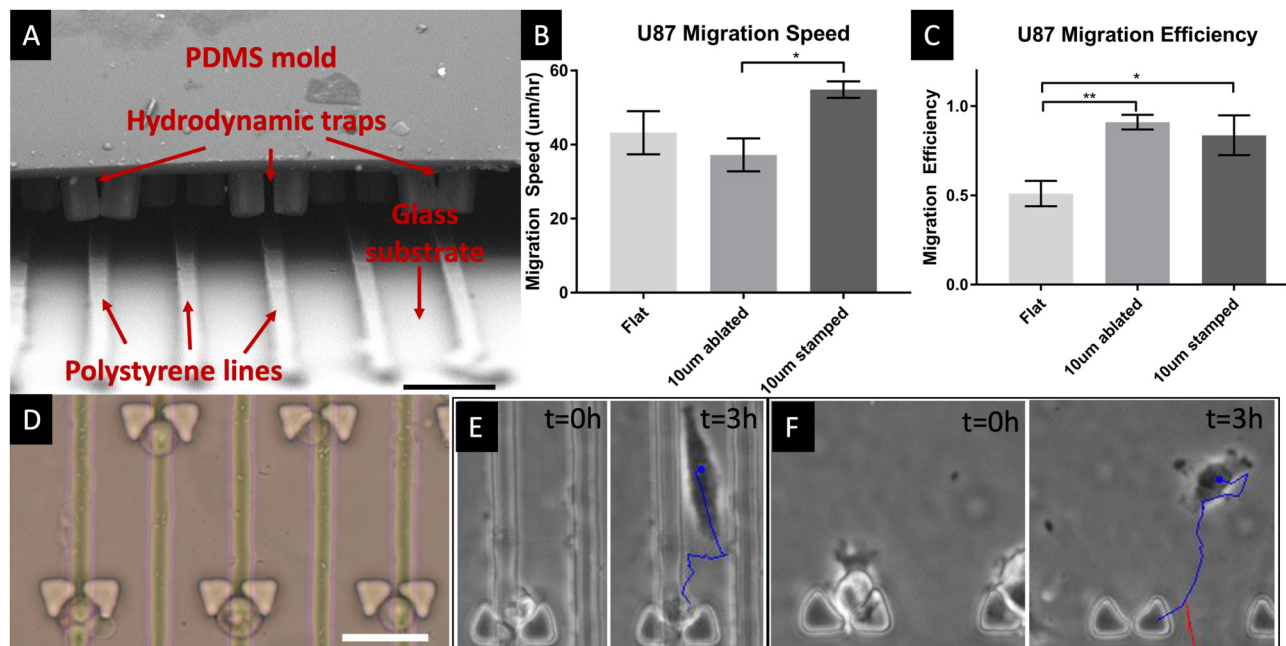 A
PDMS mold
Hydrodynamic traps
Glass
substrate
Polystyrene lines
B
U87 Migration Speed
Migration Speed (um/hr)
60
40
20
0
*
Flat
10um ablated
10um stamped
C
U87 Migration Efficiency
Migration Efficiency
1.0
0.5
0.0
**
*
Flat
10um ablated
10um stamped
D
E
t=0h
t=3h
F
t=0h
t=3h